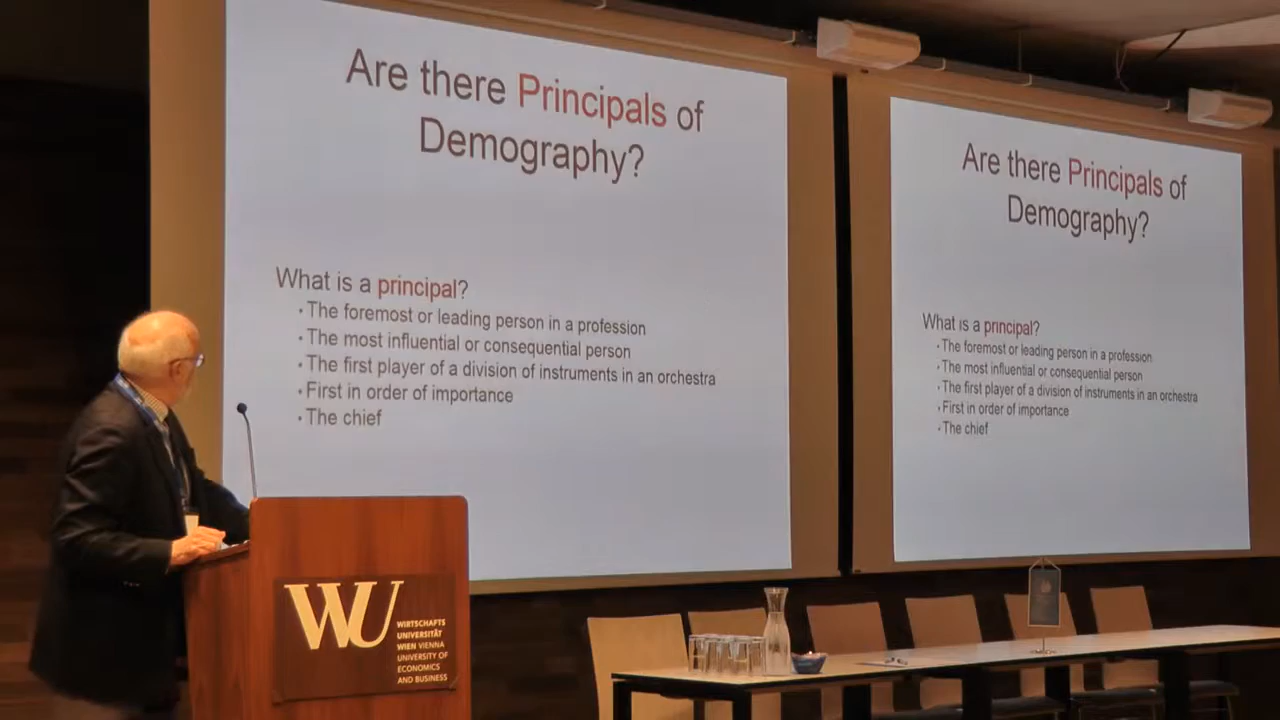 Are there Principals of
Demography?
What is a principal?
• The foremost or leading person in a profession
• The most influential or consequential person
• The first player of a division of instruments in an orchestra
• First in order of importance
• The chief
Are there Principals of
Demography?
What is a principal?
• The foremost or leading person in a profession
• The most influential or consequential person
• The first player of a division of instruments in an orchestra
• First in order of importance
• The chief
WU
WIRTSCHAFTS
UNIVERSITÄT
WIEN VIENNA
UNIVERSITY OF
ECONOMICS
AND BUSINESS